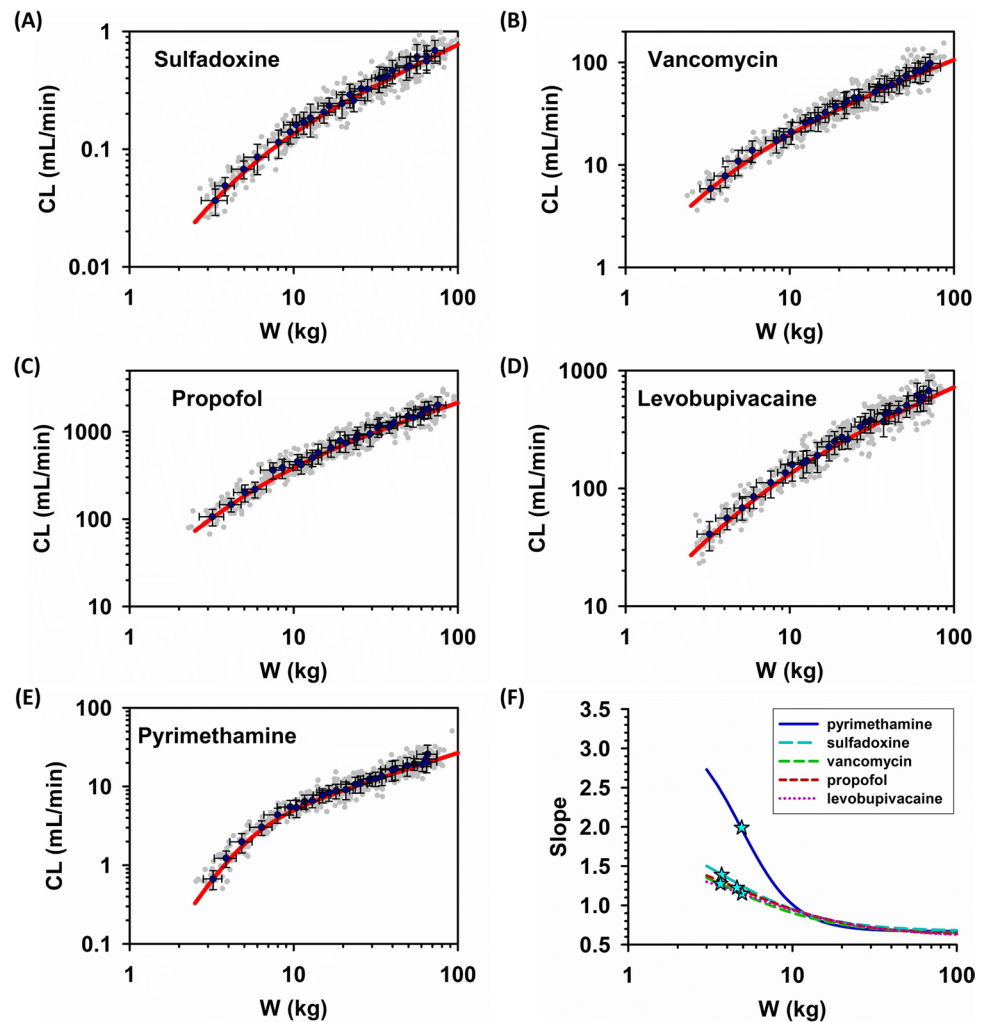 (A)
Sulfadoxine
CL (mL/min)
1
0.1
0.01
1
10
100
W (kg)
(B)
Vancomycin
CL (mL/min)
100
10
1
1
10
100
W (kg)
(C)
Propofol
CL (mL/min)
1000
100
10
1
10
100
W (kg)
(D)
Levobupivacaine
CL (mL/min)
1000
100
10
1
10
100
W (kg)
(E)
Pyrimethamine
CL (mL/min)
100
10
1
0.1
1
10
100
W (kg)
(F)
Slope
3.5
3.0
2.5
2.0
1.5
1.0
0.5
pyrimethamine
sulfadoxine
vancomycin
propofol
levobupivacaine
1
10
100
W (kg)